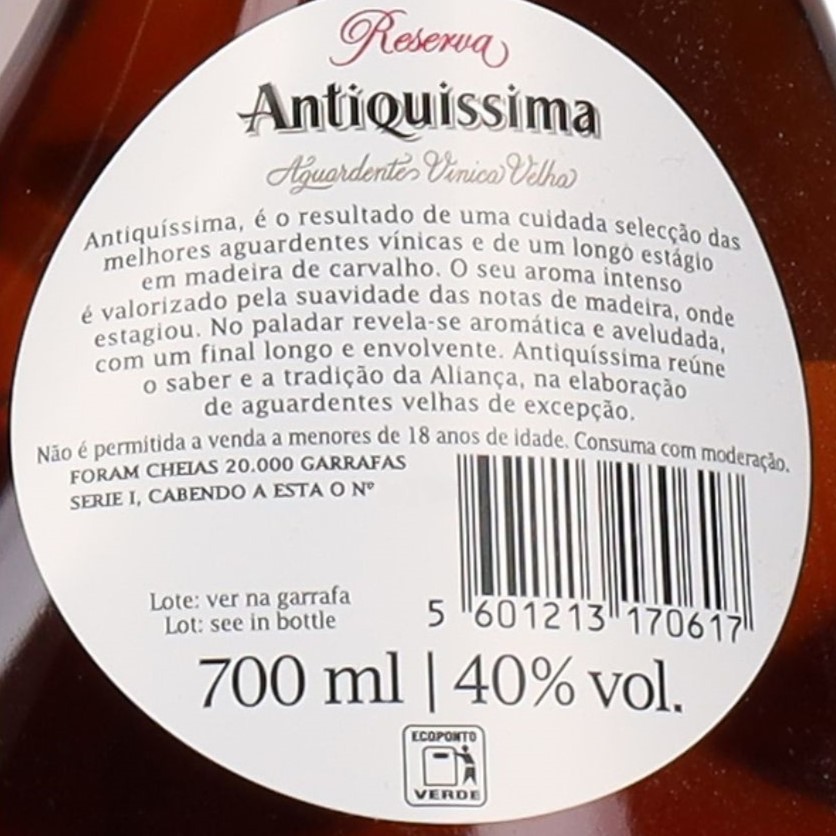 Reserva
Antiquissima
Aguardente Vínica Velha
Antiquíssima, é o resultado de uma cuidada selecção das
melhores aguardentes vínicas e de um longo estágio
em madeira de carvalho. O seu aroma intenso
é valorizado pela suavidade das notas de madeira, onde
estagiou. No paladar revela-se aromática e aveludada,
com um final longo e envolvente. Antiquíssima reúne
o saber e a tradição da Aliança, na elaboração
de aguardentes velhas de excepção.
Não é permitida a venda a menores de 18 anos de idade. Consuma com moderação.
FORAM CHEIAS 20.000 GARRAFAS
SERIE I, CABENDO A ESTA O Nº
5 601213 170617
Lote: ver na garrafa
Lot: see in bottle
700 ml | 40% vol.
ECOPONTO
VERDE